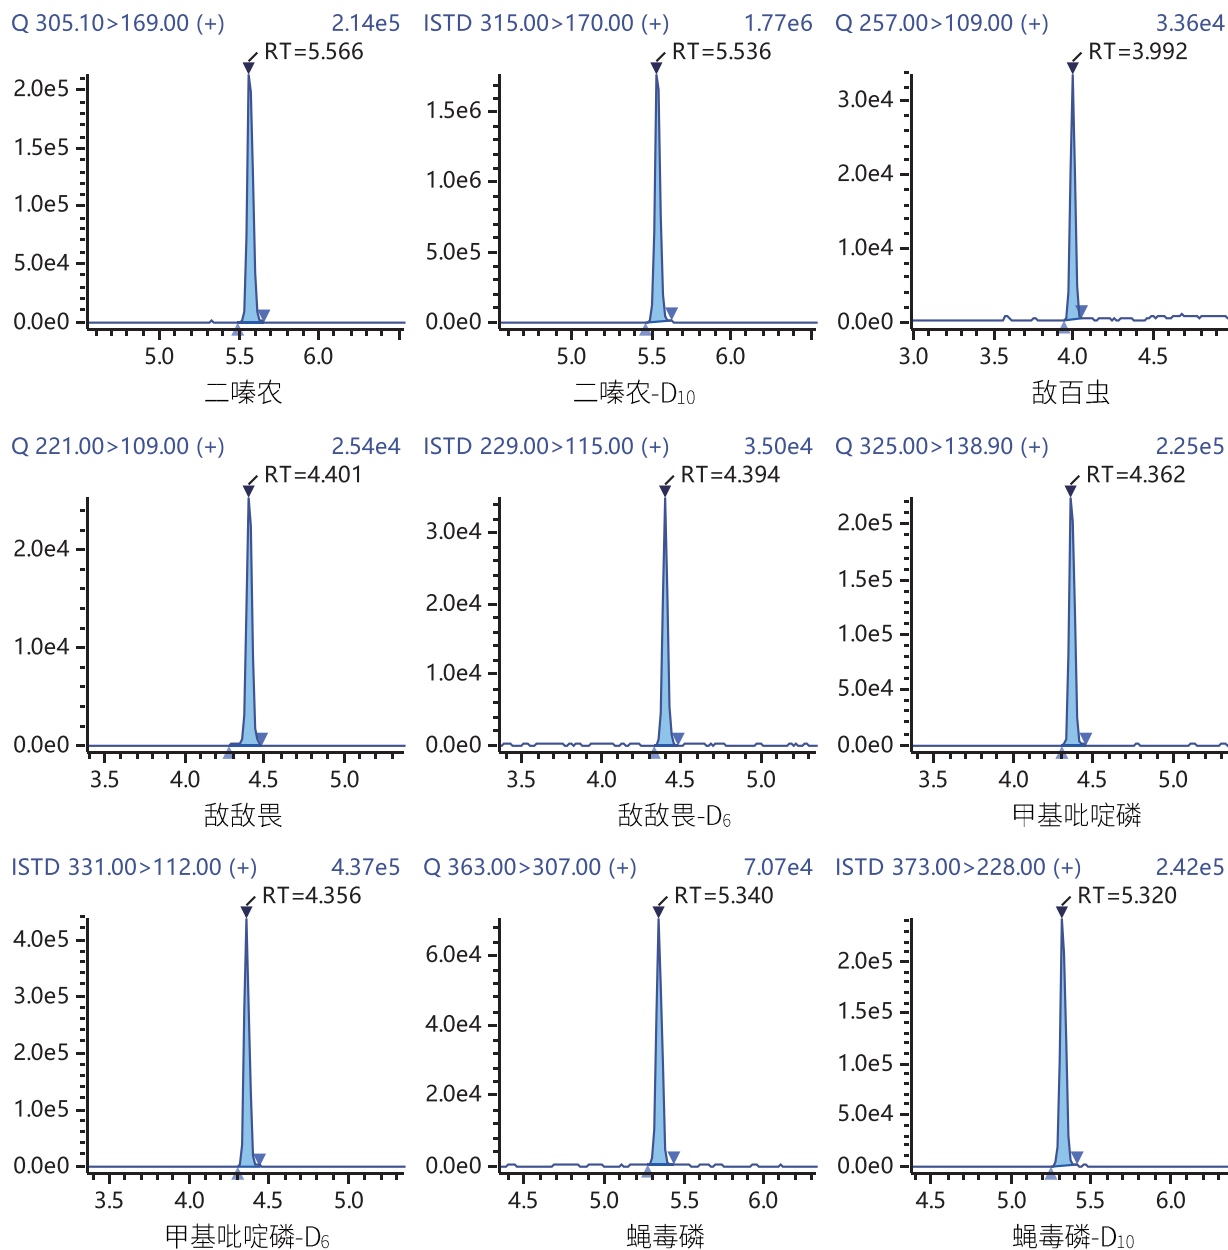 Q 305.10>169.00 (+) 2.14e5
RT=5.566
2.0e5
1.5e5
1.0e5
5.0e4
0.0e0
5.0 5.5 6.0
二嗪农
ISTD 315.00>170.00 (+) 1.77e6
RT=5.536
1.5e6
1.0e6
5.0e5
0.0e0
5.0 5.5 6.0
二嗪农-D₁₀
Q 257.00>109.00 (+) 3.36e4
RT=3.992
3.0e4
2.0e4
1.0e4
0.0e0
3.0 3.5 4.0 4.5
敌百虫
Q 221.00>109.00 (+) 2.54e4
RT=4.401
2.0e4
1.0e4
0.0e0
3.5 4.0 4.5 5.0
敌敌畏
ISTD 229.00>115.00 (+) 3.50e4
RT=4.394
3.0e4
2.0e4
1.0e4
0.0e0
3.5 4.0 4.5 5.0
敌敌畏-D₆
Q 325.00>138.90 (+) 2.25e5
RT=4.362
2.0e5
1.5e5
1.0e5
5.0e4
0.0e0
3.5 4.0 4.5 5.0
甲基吡啶磷
ISTD 331.00>112.00 (+) 4.37e5
RT=4.356
4.0e5
3.0e5
2.0e5
1.0e5
0.0e0
3.5 4.0 4.5 5.0
甲基吡啶磷-D₆
Q 363.00>307.00 (+) 7.07e4
RT=5.340
6.0e4
4.0e4
2.0e4
0.0e0
4.5 5.0 5.5 6.0
蝇毒磷
ISTD 373.00>228.00 (+) 2.42e5
RT=5.320
2.0e5
1.5e5
1.0e5
5.0e4
0.0e0
4.5 5.0 5.5 6.0
蝇毒磷-D₁₀